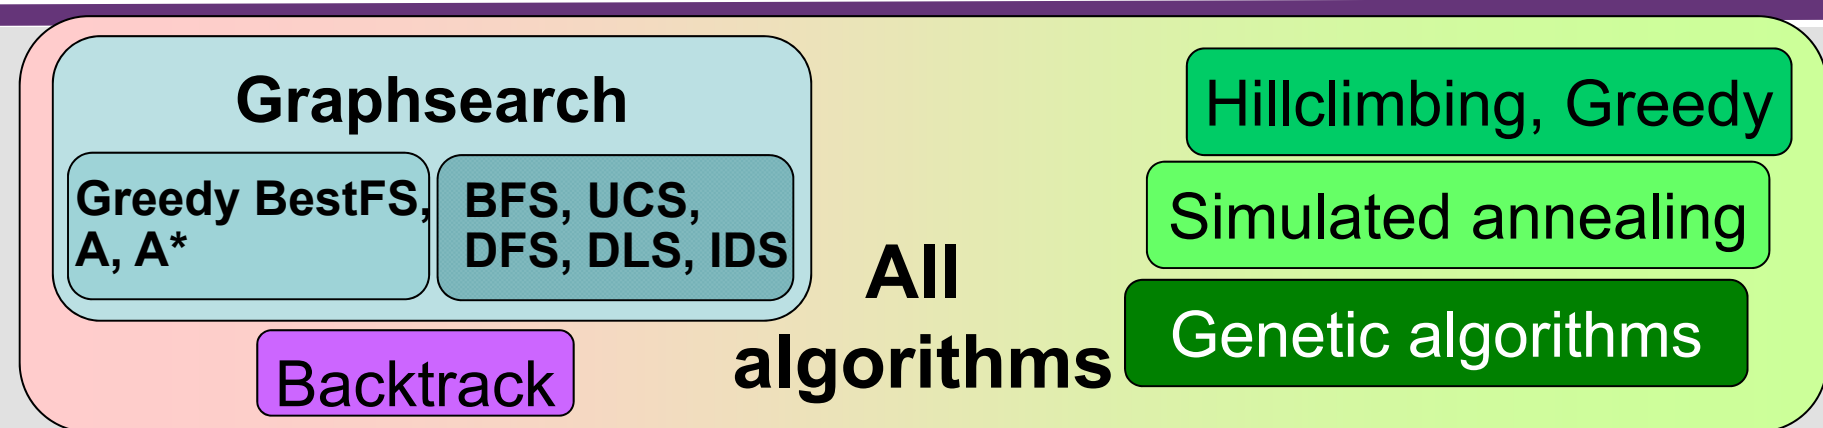 Graphsearch
Greedy BestFS,
A, A*
BFS, UCS,
DFS, DLS, IDS
Backtrack
All
algorithms
Hillclimbing, Greedy
Simulated annealing
Genetic algorithms